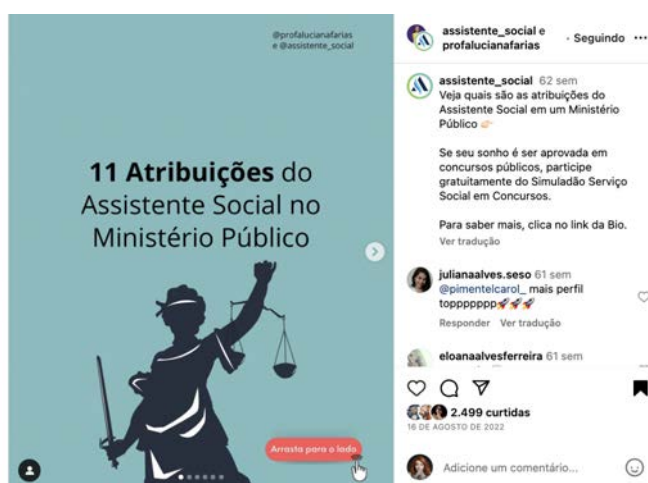 @profalucianafarias
e @assistente_social
11 Atribuições do
Assistente Social no
Ministério Público
Arrasta para o lado
assistente_social e
profalucianafarias
· Seguindo
assistente_social 62 sem
Veja quais são as atribuições do
Assistente Social em um Ministério
Público 👉🏻
Se seu sonho é ser aprovada em
concursos públicos, participe
gratuitamente do Simuladão Serviço
Social em Concursos.
Para saber mais, clica no link da Bio.
Ver tradução
julianaalves.seso 61 sem
@pimentelcarol_ mais perfil
toppppppp🚀🚀🚀
Responder Ver tradução
eloanaalvesferreira 61 sem
2.499 curtidas
16 DE AGOSTO DE 2022
Adicione um comentário...